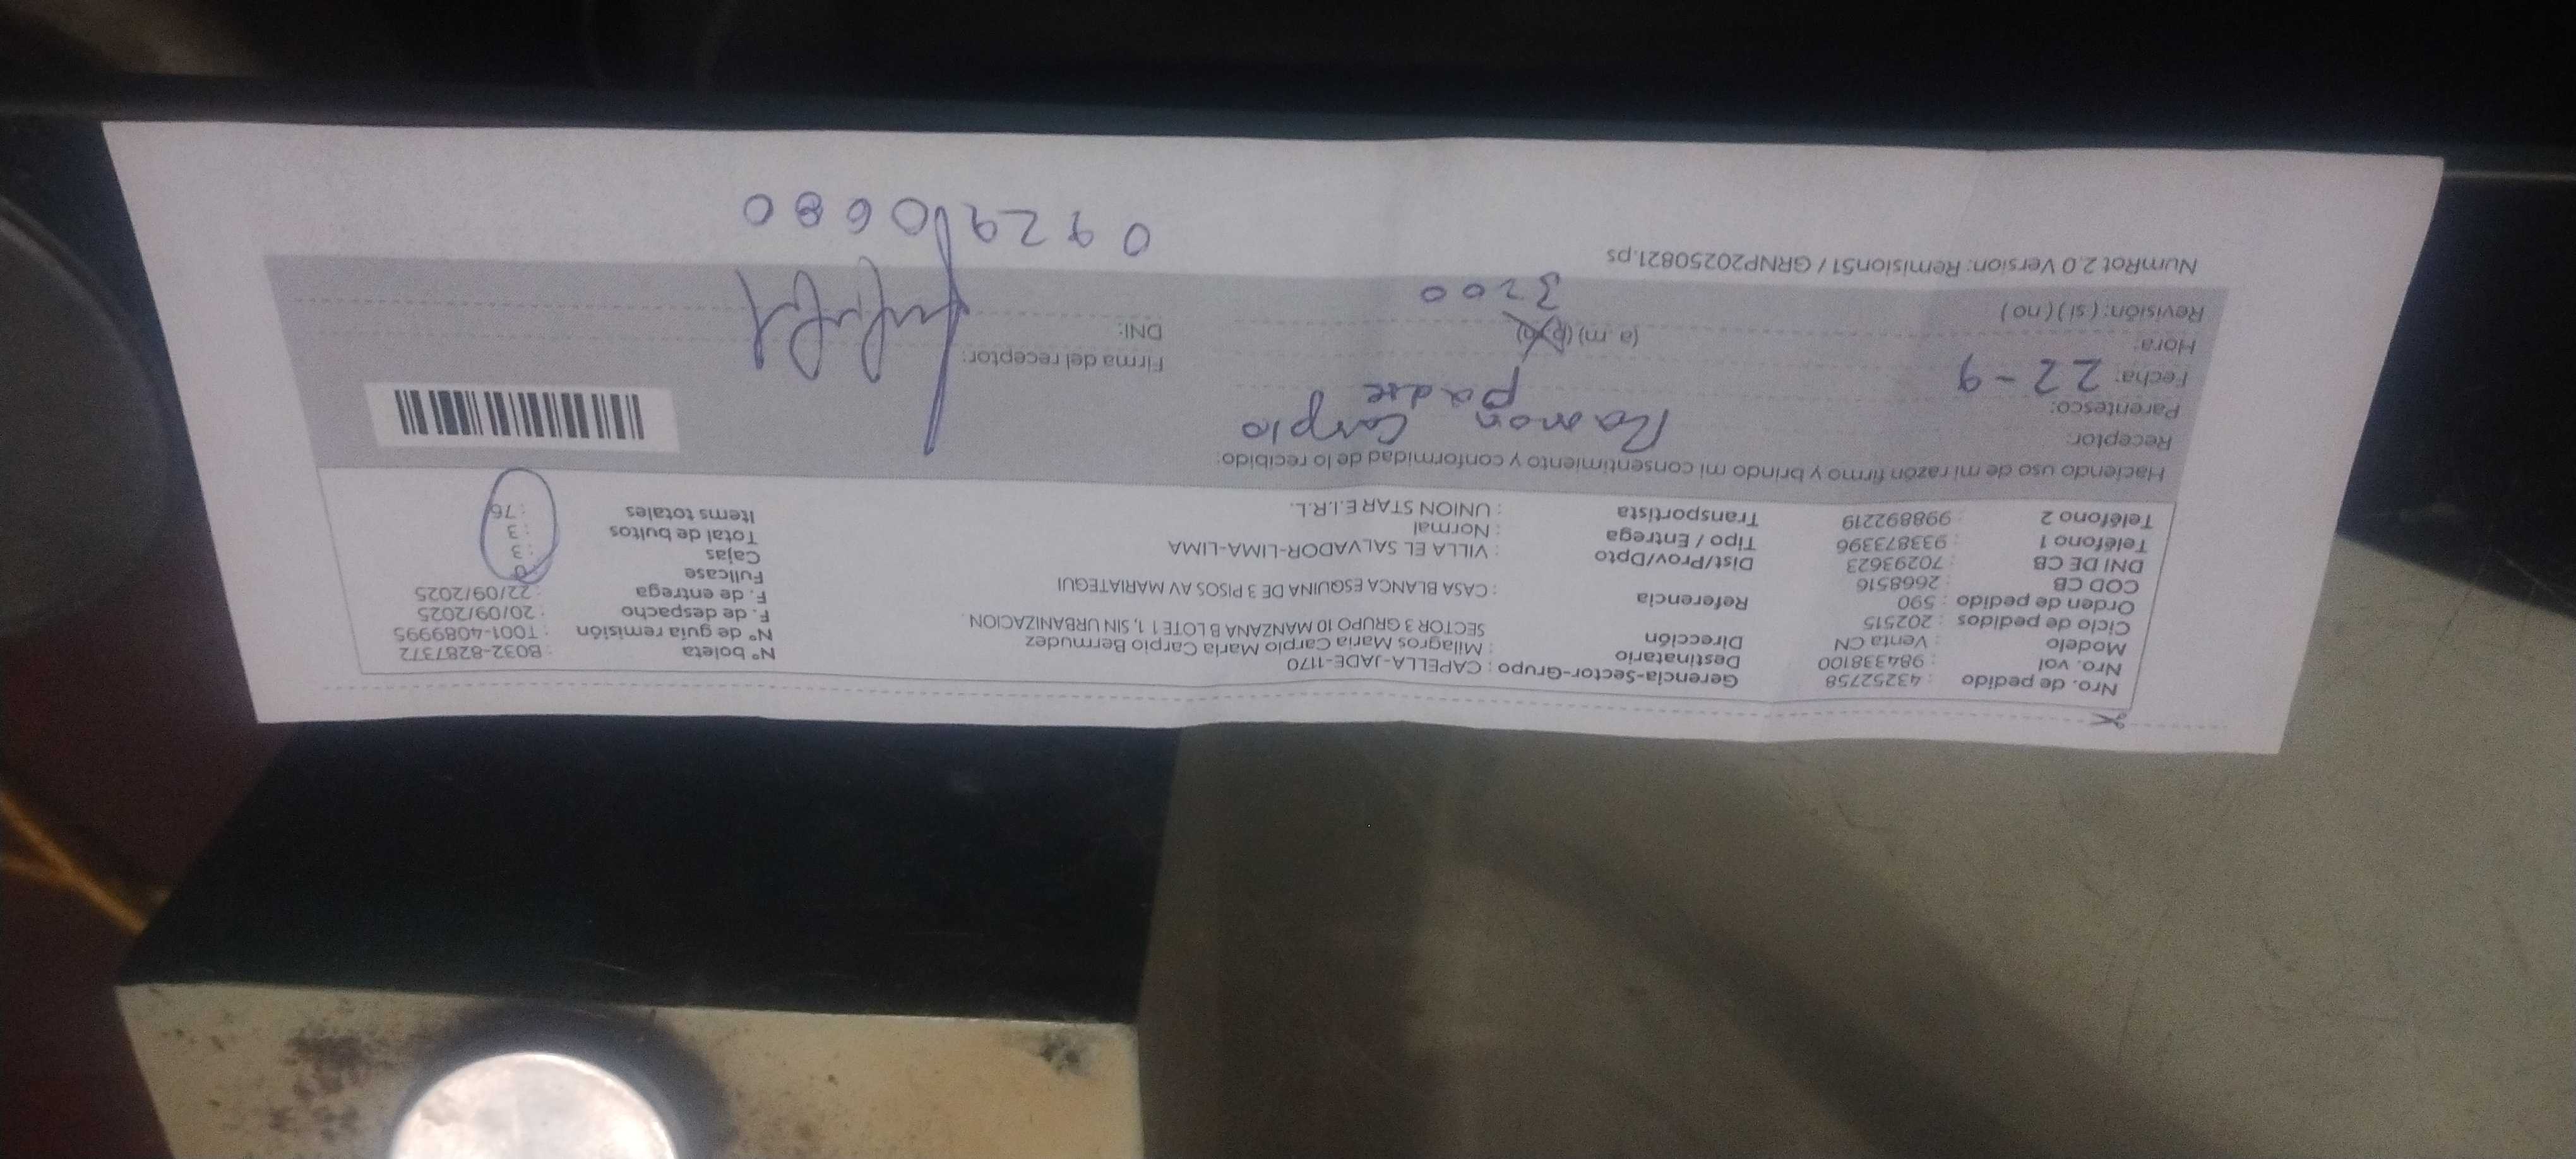 Nro. de pedido : 43252758 Gerencia-Sector-Grupo : CAPELLA-JADE-1170 N° boleta : B032-8287372
Nro. vol : 984338100 Destinatario : Milagros Maria Carpio Maria Carpio Bermudez N° de guia remisión : T001-4089995
Modelo : Venta CN Dirección SECTOR 3 GRUPO 10 MANZANA B LOTE 1 1, SIN URBANIZACION. F. de despacho : 20/09/2025
Ciclo de pedidos : 202515 F. de entrega : 22/09/2025
Orden de pedido : 590 Referencia : CASA BLANCA ESQUINA DE 3 PISOS AV MARIATEGUI Fullcase : 0
COD CB : 2668516 Cajas : 3
DNI DE CB : 70293623 Dist/Prov/Dpto : VILLA EL SALVADOR-LIMA-LIMA Total de bultos : 3
Teléfono 1 : 933873396 Tipo / Entrega : Normal Items totales : 76
Teléfono 2 : 998892219 Transportista : UNION STAR E.I.R.L.
Haciendo uso de mi razón firmo y brindo mi consentimiento y conformidad de lo recibido:
Receptor: Ramon Carpio
Parentesco: padre
Fecha: 22-9 Firma del receptor:
Hora: (a. m) (p. m) DNI:
Revisión: ( si ) ( no ) 3200
NumRot 2.0 Version: Remision51 / GRNP20250821.ps